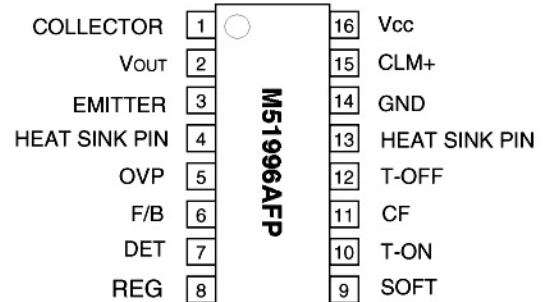 COLLECTOR 1 16 Vcc
VOUT 2 15 CLM+
EMITTER 3 14 GND
HEAT SINK PIN 4 13 HEAT SINK PIN
OVP 5 12 T-OFF
F/B 6 11 CF
DET 7 10 T-ON
REG 8 9 SOFT
M51996AFP